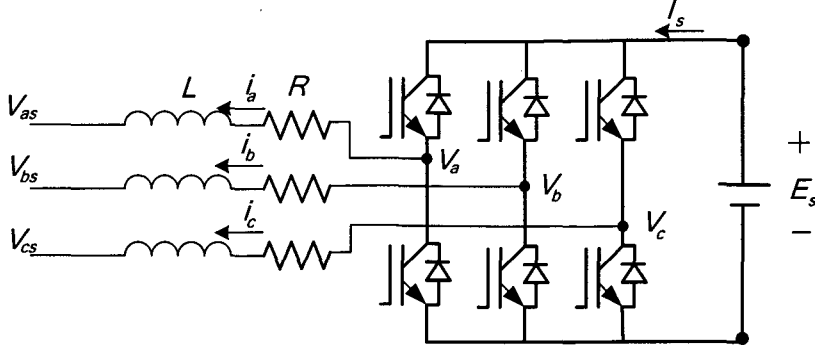 I_s
L
i_a
R
V_as
i_b
V_a
V_bs
V_b
i_c
V_cs
V_c
+
E_s
−